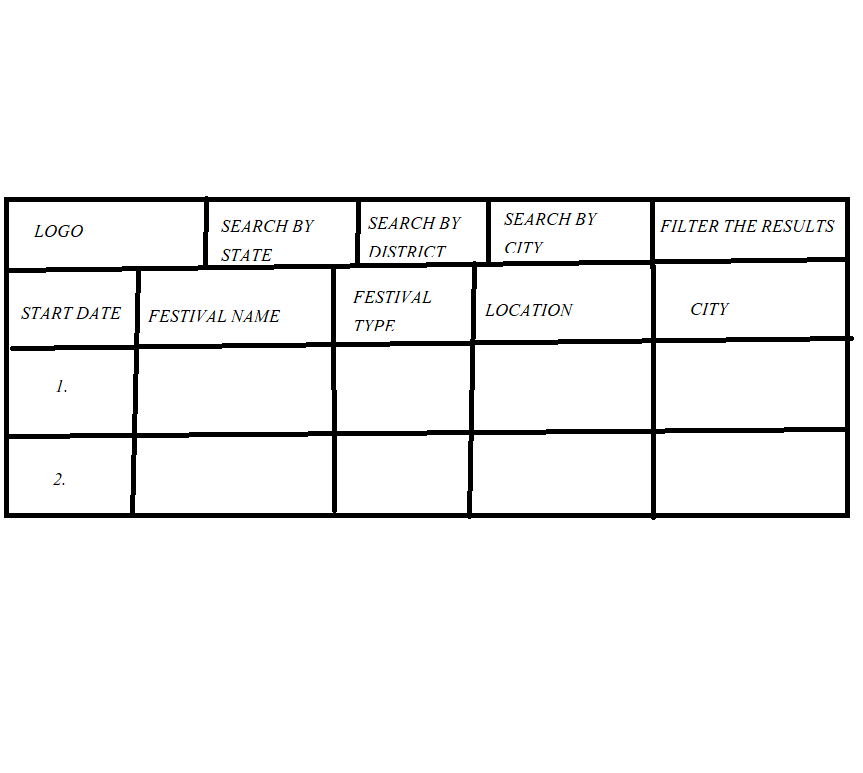 LOGO
SEARCH BY
STATE
SEARCH BY
DISTRICT
SEARCH BY
CITY
FILTER THE RESULTS
START DATE
FESTIVAL NAME
FESTIVAL
TYPE
LOCATION
CITY
1.
2.